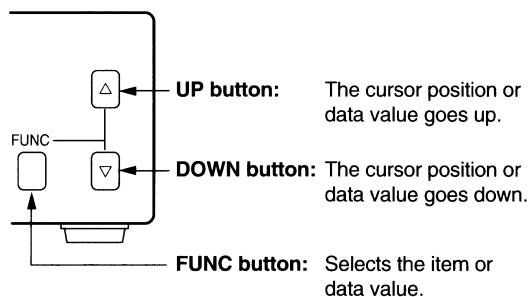 UP button: The cursor position or
data value goes up.
FUNC
DOWN button: The cursor position or
data value goes down.
FUNC button: Selects the item or
data value.